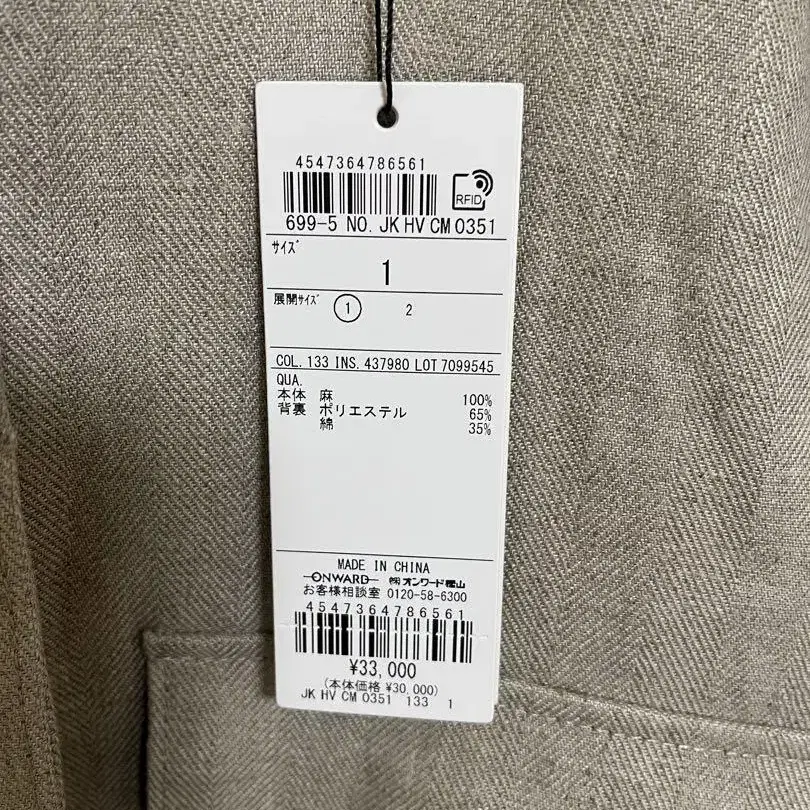 4547364786561
RFID
699-5 NO. JK HV CM 0351
ｻｲｽﾞ
1
展開ｻｲｽﾞ 1 2
COL. 133 INS. 437980 LOT 7099545
QUA.
本体 麻 100%
背裏 ポリエステル 65%
綿 35%
MADE IN CHINA
ONWARD ㈱オンワード樫山
お客様相談室 0120-58-6300
4547364786561
¥33,000
(本体価格 ¥30,000)
JK HV CM 0351 133 1